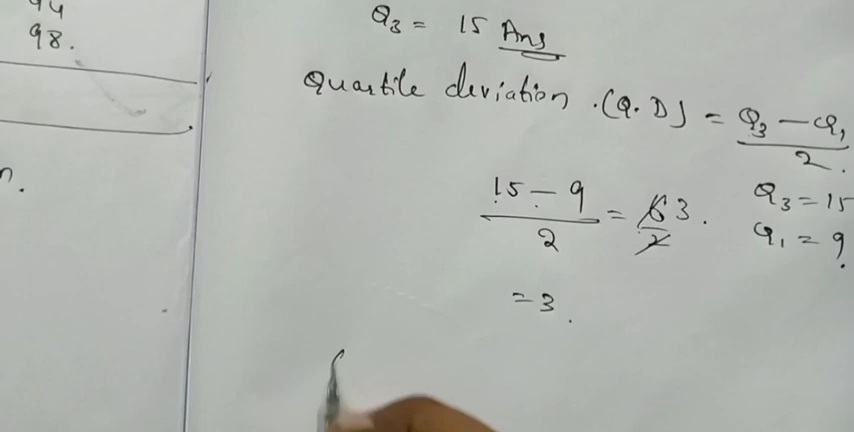 94
98.
n.
Q3 = 15 Ans
Quartile deviation .(Q.D) = Q3 - Q1 / 2.
15 - 9 / 2 = 6/2 3.
Q3 = 15
Q1 = 9.
= 3.